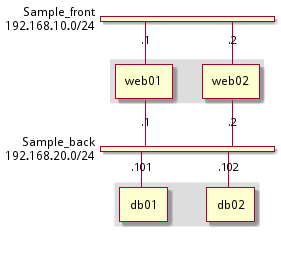 Sample_front
192.168.10.0/24
.1 .2
web01 web02
.1 .2
Sample_back
192.168.20.0/24
.101 .102
db01 db02